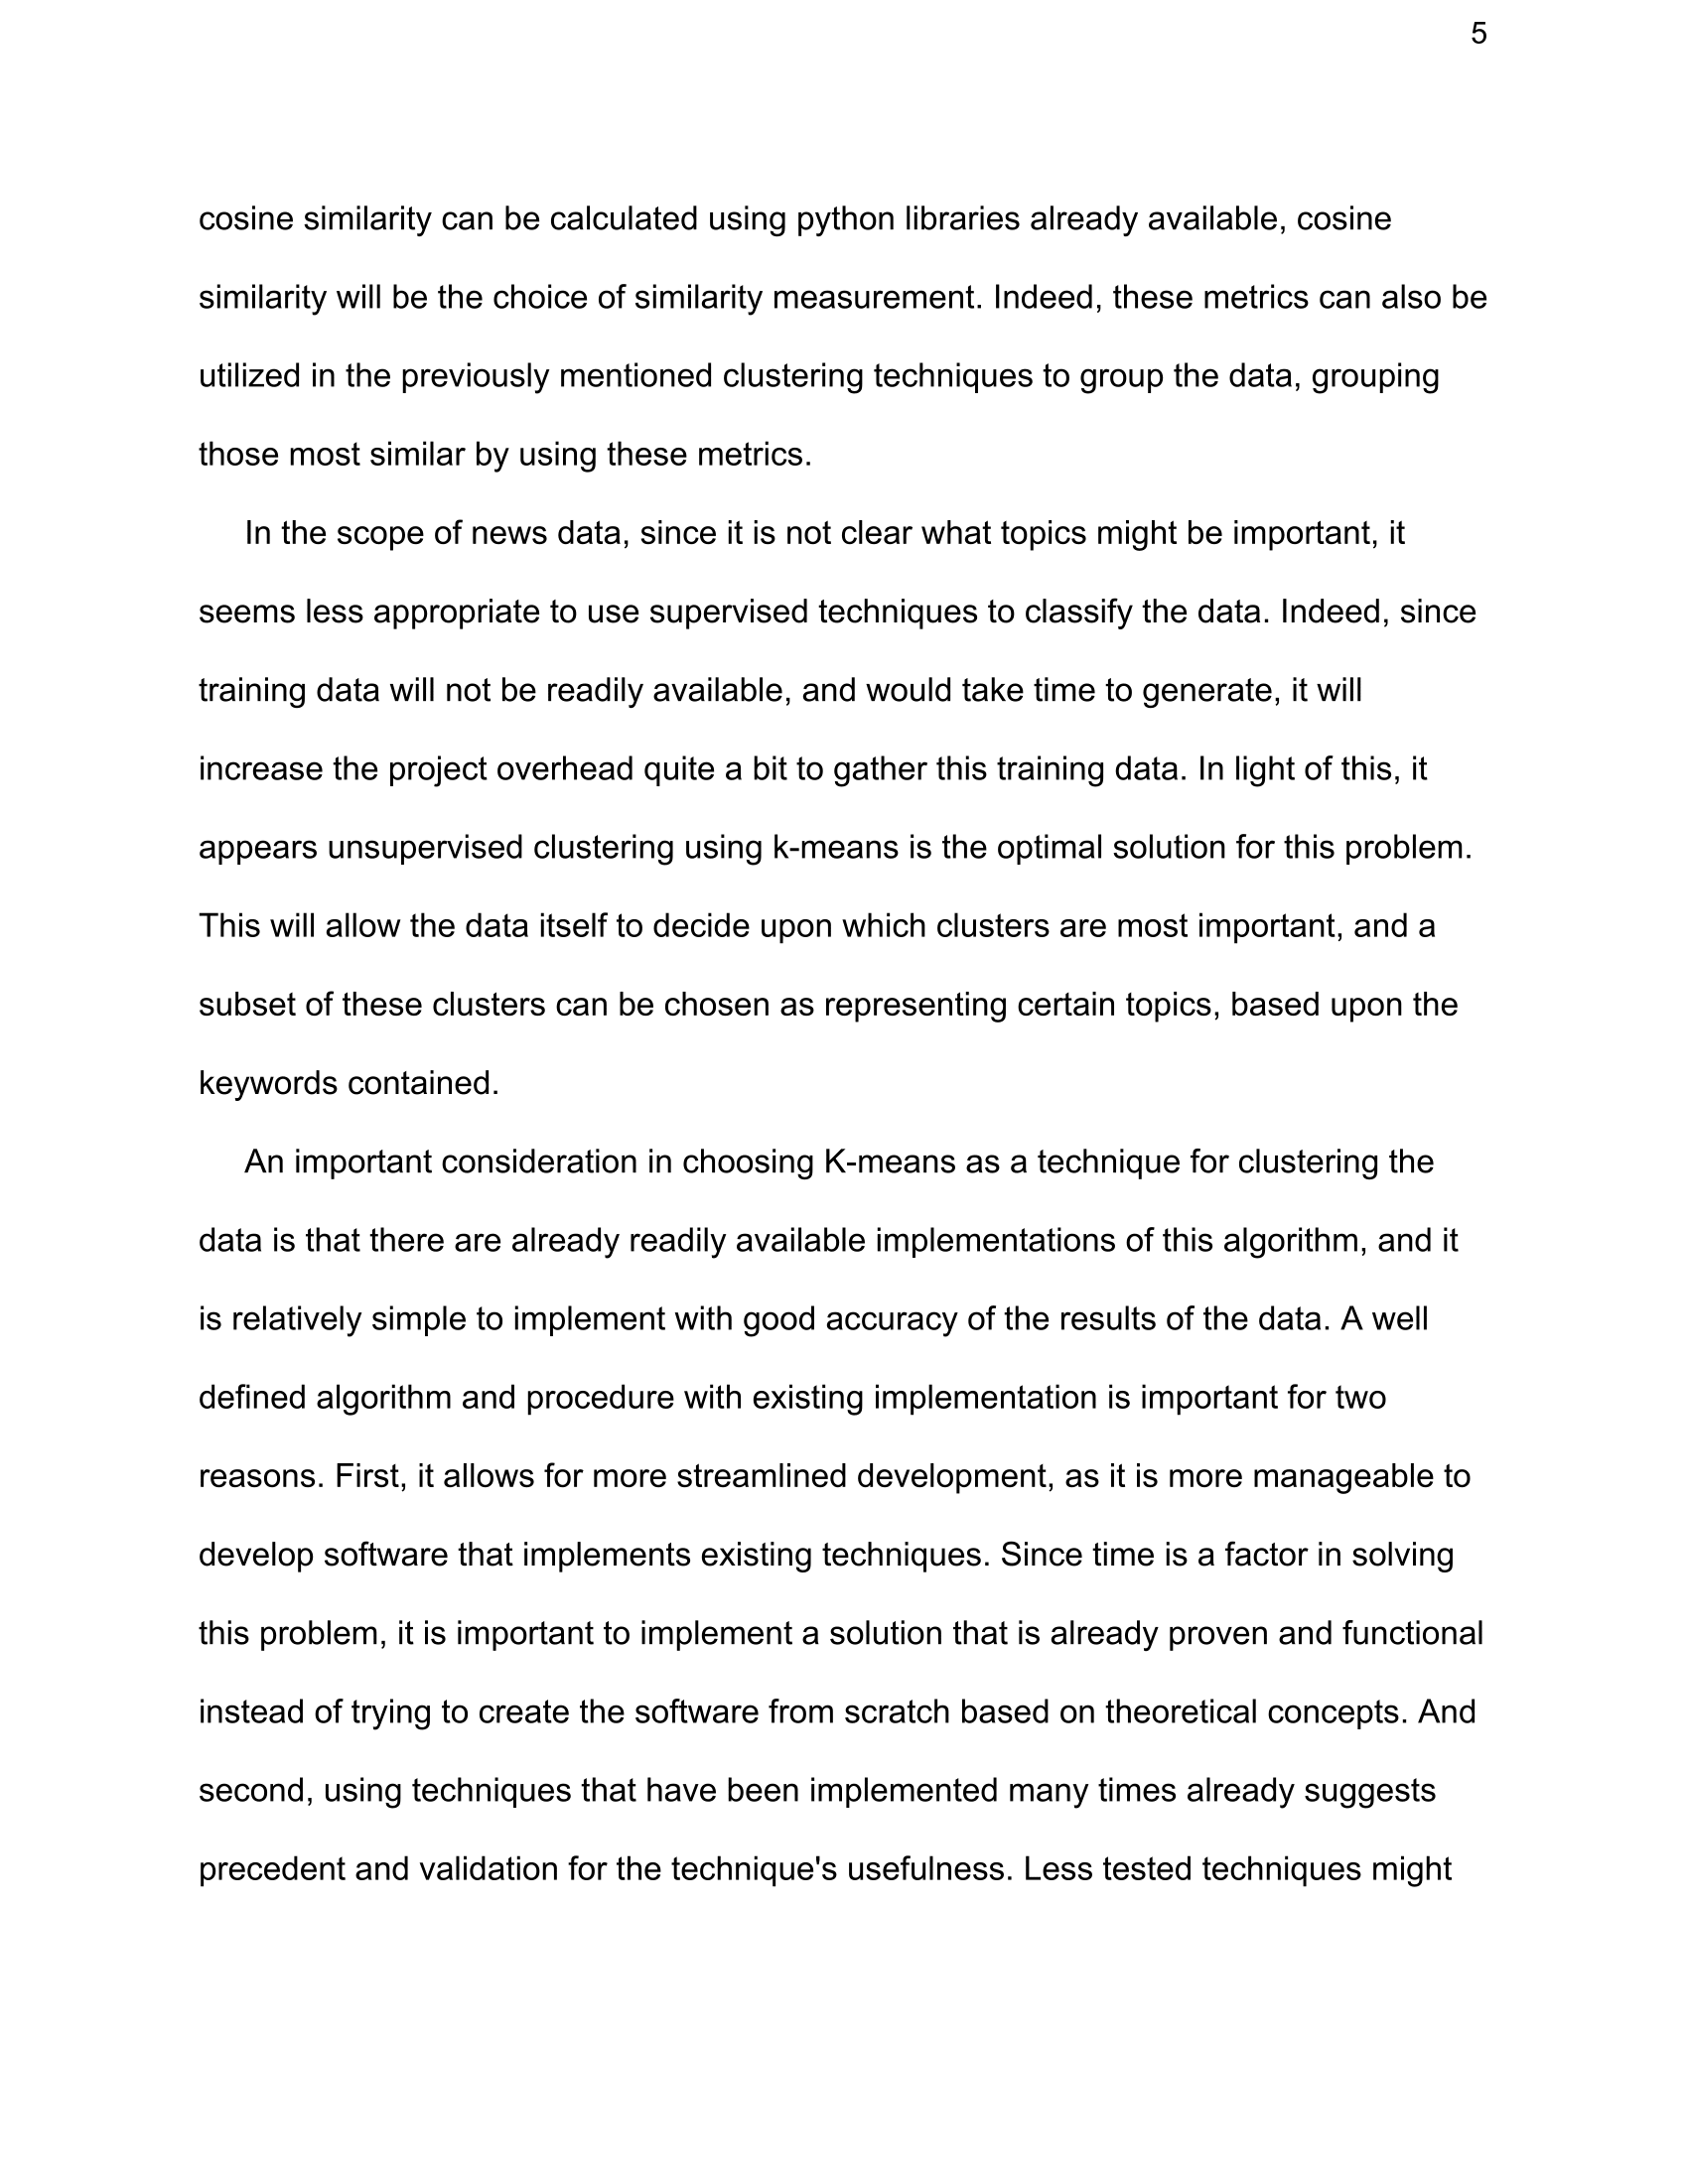 5
cosine similarity can be calculated using python libraries already available, cosine
similarity will be the choice of similarity measurement. Indeed, these metrics can also be
utilized in the previously mentioned clustering techniques to group the data, grouping
those most similar by using these metrics.
In the scope of news data, since it is not clear what topics might be important, it
seems less appropriate to use supervised techniques to classify the data. Indeed, since
training data will not be readily available, and would take time to generate, it will
increase the project overhead quite a bit to gather this training data. In light of this, it
appears unsupervised clustering using k-means is the optimal solution for this problem.
This will allow the data itself to decide upon which clusters are most important, and a
subset of these clusters can be chosen as representing certain topics, based upon the
keywords contained.
An important consideration in choosing K-means as a technique for clustering the
data is that there are already readily available implementations of this algorithm, and it
is relatively simple to implement with good accuracy of the results of the data. A well
defined algorithm and procedure with existing implementation is important for two
reasons. First, it allows for more streamlined development, as it is more manageable to
develop software that implements existing techniques. Since time is a factor in solving
this problem, it is important to implement a solution that is already proven and functional
instead of trying to create the software from scratch based on theoretical concepts. And
second, using techniques that have been implemented many times already suggests
precedent and validation for the technique's usefulness. Less tested techniques might